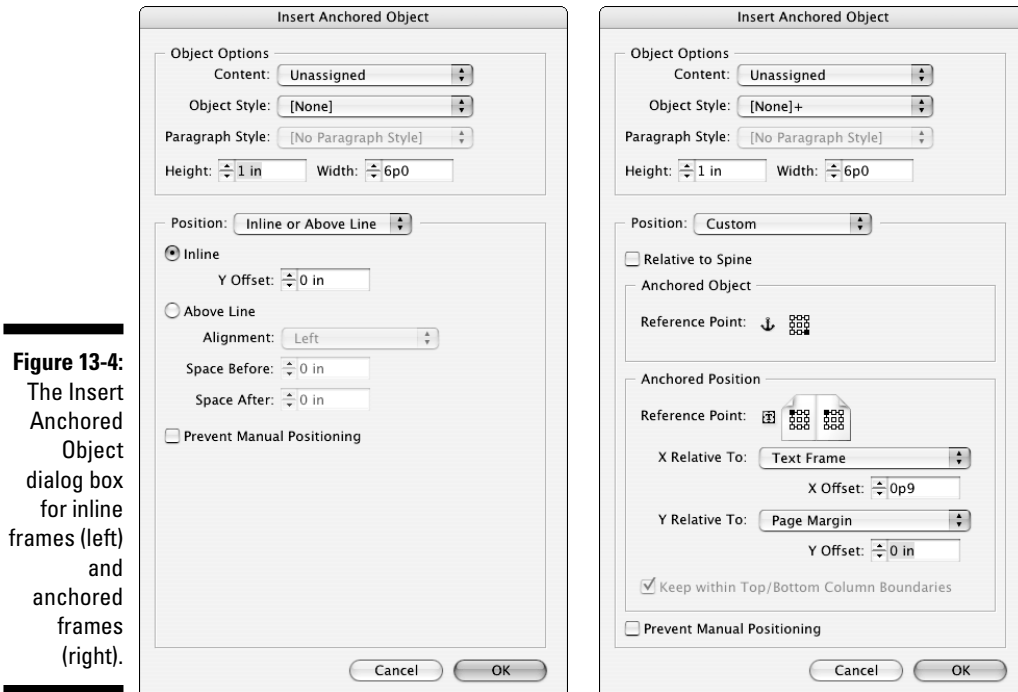 Figure 13-4:
The Insert
Anchored
Object
dialog box
for inline
frames (left)
and
anchored
frames
(right).
Insert Anchored Object
Object Options
Content: Unassigned
Object Style: [None]
Paragraph Style: [No Paragraph Style]
Height: 1 in Width: 6p0
Position: Inline or Above Line
Inline
Y Offset: 0 in
Above Line
Alignment: Left
Space Before: 0 in
Space After: 0 in
Prevent Manual Positioning
Cancel OK
Insert Anchored Object
Object Options
Content: Unassigned
Object Style: [None]+
Paragraph Style: [No Paragraph Style]
Height: 1 in Width: 6p0
Position: Custom
Relative to Spine
Anchored Object
Reference Point:
Anchored Position
Reference Point:
X Relative To: Text Frame
X Offset: 0p9
Y Relative To: Page Margin
Y Offset: 0 in
Keep within Top/Bottom Column Boundaries
Prevent Manual Positioning
Cancel OK